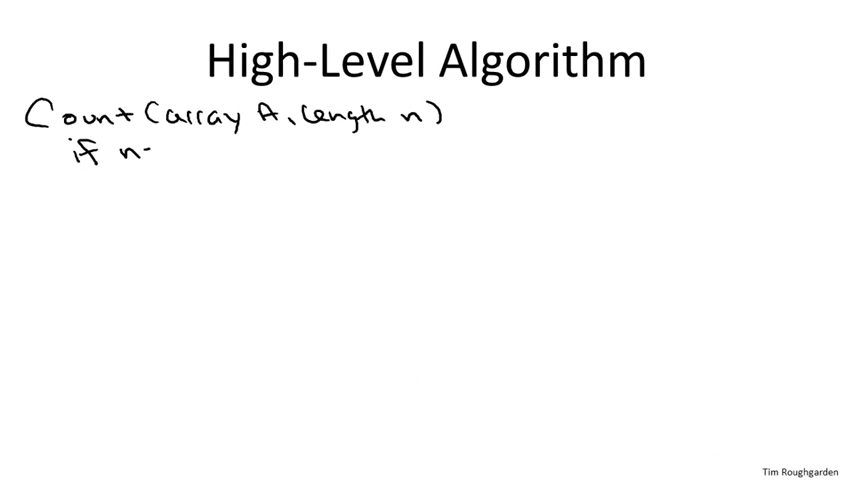 High-Level Algorithm
Count (array A, length n)
if n-
Tim Roughgarden